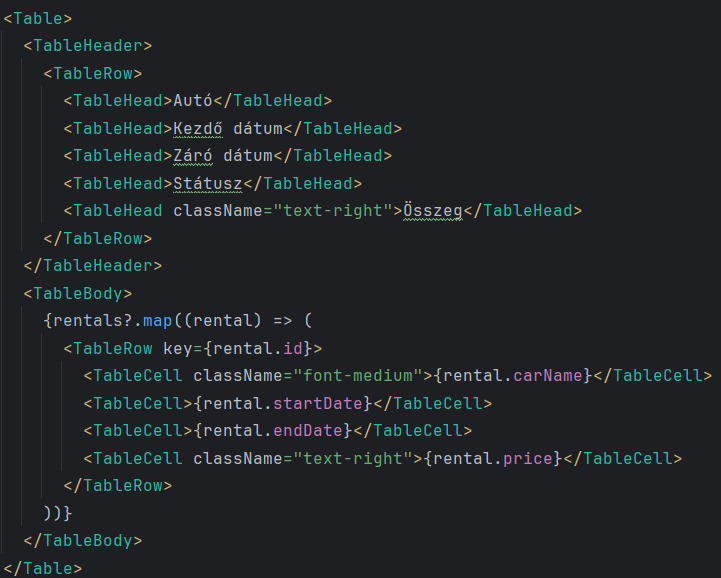 <Table>
<TableHeader>
<TableRow>
<TableHead>Autó</TableHead>
<TableHead>Kezdő dátum</TableHead>
<TableHead>Záró dátum</TableHead>
<TableHead>Státusz</TableHead>
<TableHead className="text-right">Összeg</TableHead>
</TableRow>
</TableHeader>
<TableBody>
{rentals?.map((rental) => (
<TableRow key={rental.id}>
<TableCell className="font-medium">{rental.carName}</TableCell>
<TableCell>{rental.startDate}</TableCell>
<TableCell>{rental.endDate}</TableCell>
<TableCell className="text-right">{rental.price}</TableCell>
</TableRow>
))}
</TableBody>
</Table>